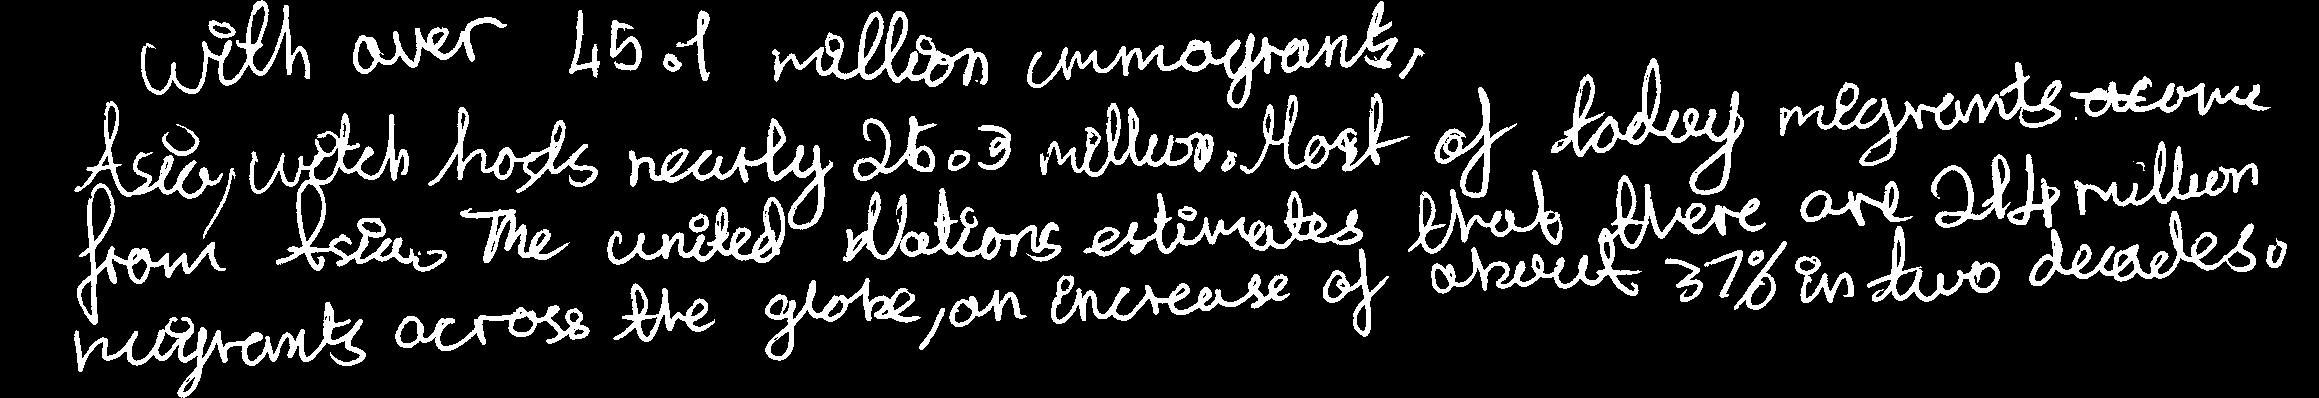 with over 45.1 million immagrants,
Asia, witch hosts nearly 25.3 million. Most of today migrants come
from Asia. The united Nations estimates that there are 214 million
migrants across the globe, an increase of about 37% in two decades.